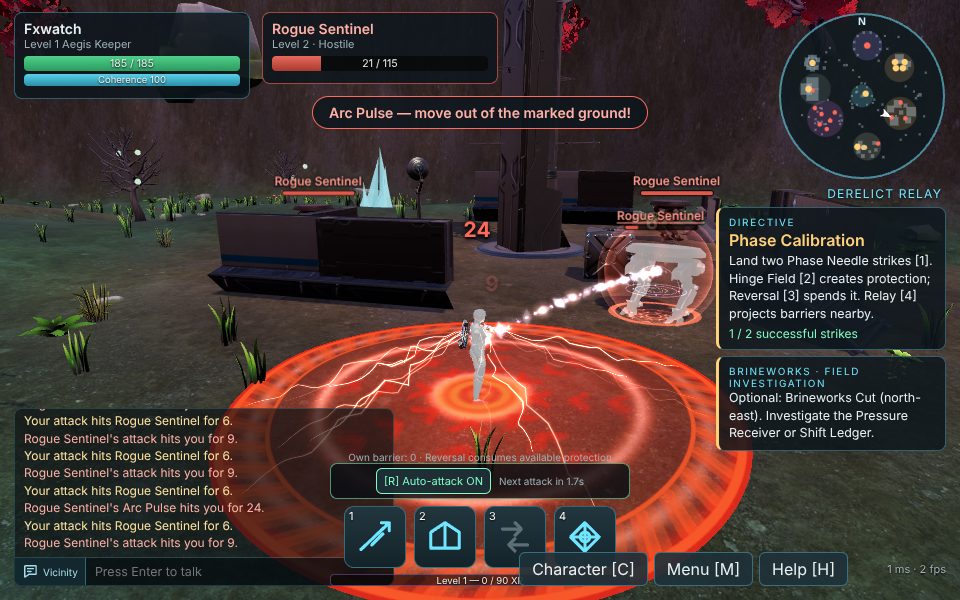 Fxwatch
Level 1 Aegis Keeper
185 / 185
Coherence 100
Rogue Sentinel
Level 2 · Hostile
21 / 115
N
Arc Pulse — move out of the marked ground!
DERELICT RELAY
Rogue Sentinel
Rogue Sentinel
Rogue Sentinel
24
9
DIRECTIVE
Phase Calibration
Land two Phase Needle strikes [1].
Hinge Field [2] creates protection;
Reversal [3] spends it. Relay [4]
projects barriers nearby.
1 / 2 successful strikes
BRINEWORKS · FIELD
INVESTIGATION
Optional: Brineworks Cut (north-
east). Investigate the Pressure
Receiver or Shift Ledger.
Your attack hits Rogue Sentinel for 6.
Rogue Sentinel's attack hits you for 9.
Your attack hits Rogue Sentinel for 6.
Rogue Sentinel's attack hits you for 9.
Your attack hits Rogue Sentinel for 6.
Rogue Sentinel's Arc Pulse hits you for 24.
Your attack hits Rogue Sentinel for 6.
Rogue Sentinel's attack hits you for 9.
Vicinity
Press Enter to talk
Own barrier: 0 · Reversal consumes available protection
[R] Auto-attack ON
Next attack in 1.7s
1
2
3
4
Level 1 — 0 / 90
Character [C]
Menu [M]
Help [H]
1 ms · 2 fps